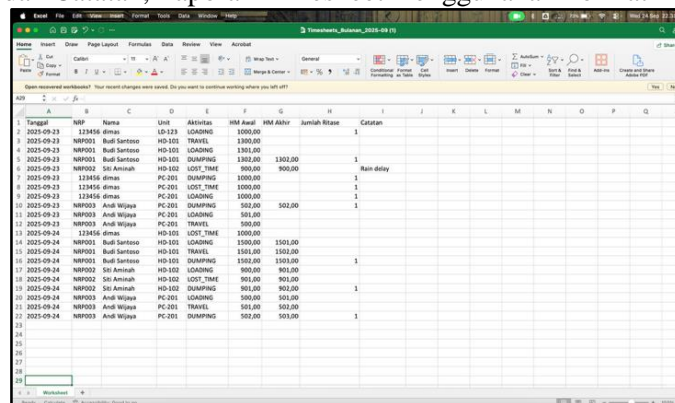 Excel File Edit View Insert Format Tools Data Window Help
Timesheets_Bulanan_2025-09 (1)
Home Insert Draw Page Layout Formulas Data Review View Acrobat
Cut
Copy
Format
Paste
Calibri
Wrap Text
General
Merge & Center
Conditional Formatting
Format as Table
Cell Styles
Insert Delete Format
AutoSum
Fill
Clear
Sort & Filter
Find & Select
Add-ins
Create and Share Adobe PDF
Open recovered workbooks? Your recent changes were saved. Do you want to continue working where you left off?
Yes
A29
A B C D E F G H I J K L M N O P Q
1 Tanggal NRP Nama Unit Aktivitas HM Awal HM Akhir Jumlah Ritase Catatan
2 2025-09-23 123456 dimas LD-123 LOADING 1000,00 1
3 2025-09-23 NRP001 Budi Santoso HD-101 TRAVEL 1300,00
4 2025-09-23 NRP001 Budi Santoso HD-101 LOADING 1301,00
5 2025-09-23 NRP001 Budi Santoso HD-101 DUMPING 1302,00 1302,00 1
6 2025-09-23 NRP002 Siti Aminah HD-102 LOST_TIME 900,00 900,00 Rain delay
7 2025-09-23 123456 dimas PC-201 DUMPING 1000,00 1
8 2025-09-23 123456 dimas PC-201 LOST_TIME 1000,00 1
9 2025-09-23 123456 dimas PC-201 LOADING 1000,00 1
10 2025-09-23 NRP003 Andi Wijaya PC-201 DUMPING 502,00 502,00 1
11 2025-09-23 NRP003 Andi Wijaya PC-201 LOADING 501,00
12 2025-09-23 NRP003 Andi Wijaya PC-201 TRAVEL 500,00
13 2025-09-24 123456 dimas LOST_TIME 1000,00
14 2025-09-24 NRP001 Budi Santoso HD-101 LOADING 1500,00 1501,00
15 2025-09-24 NRP001 Budi Santoso HD-101 TRAVEL 1501,00 1502,00
16 2025-09-24 NRP001 Budi Santoso HD-101 DUMPING 1502,00 1503,00 1
17 2025-09-24 NRP002 Siti Aminah HD-102 LOADING 900,00 901,00
18 2025-09-24 NRP002 Siti Aminah HD-102 LOST_TIME 901,00 901,00
19 2025-09-24 NRP002 Siti Aminah HD-102 DUMPING 901,00 902,00 1
20 2025-09-24 NRP003 Andi Wijaya PC-201 LOADING 500,00 501,00
21 2025-09-24 NRP003 Andi Wijaya PC-201 TRAVEL 501,00 502,00
22 2025-09-24 NRP003 Andi Wijaya PC-201 DUMPING 502,00 503,00 1
23
24
25
26
27
28
29
Worksheet